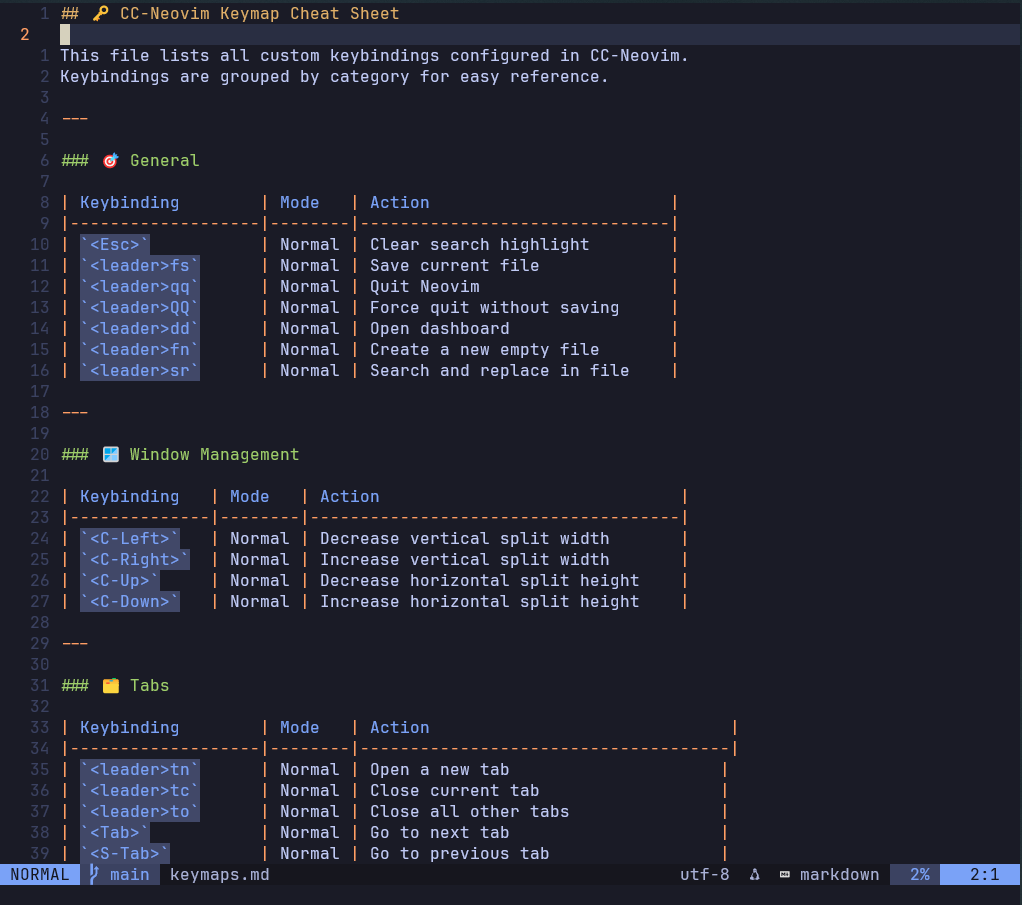 1 ## 🔑 CC-Neovim Keymap Cheat Sheet
2
1 This file lists all custom keybindings configured in CC-Neovim.
2 Keybindings are grouped by category for easy reference.
3
4 ---
5
6 ### 🎯 General
7
8 | Keybinding        | Mode   | Action                        |
9 |-------------------|--------|-------------------------------|
10 | `<Esc>`           | Normal | Clear search highlight        |
11 | `<leader>fs`      | Normal | Save current file             |
12 | `<leader>qq`      | Normal | Quit Neovim                   |
13 | `<leader>QQ`      | Normal | Force quit without saving     |
14 | `<leader>dd`      | Normal | Open dashboard                |
15 | `<leader>fn`      | Normal | Create a new empty file       |
16 | `<leader>sr`      | Normal | Search and replace in file    |
17
18 ---
19
20 ### 🪟 Window Management
21
22 | Keybinding   | Mode   | Action                              |
23 |--------------|--------|-------------------------------------|
24 | `<C-Left>`   | Normal | Decrease vertical split width       |
25 | `<C-Right>`  | Normal | Increase vertical split width       |
26 | `<C-Up>`     | Normal | Decrease horizontal split height    |
27 | `<C-Down>`   | Normal | Increase horizontal split height    |
28
29 ---
30
31 ### 🗂️ Tabs
32
33 | Keybinding        | Mode   | Action                              |
34 |-------------------|--------|-------------------------------------|
35 | `<leader>tn`      | Normal | Open a new tab                     |
36 | `<leader>tc`      | Normal | Close current tab                  |
37 | `<leader>to`      | Normal | Close all other tabs               |
38 | `<Tab>`           | Normal | Go to next tab                     |
39 | `<S-Tab>`         | Normal | Go to previous tab                 |
NORMAL main keymaps.md utf-8 markdown 2% 2:1